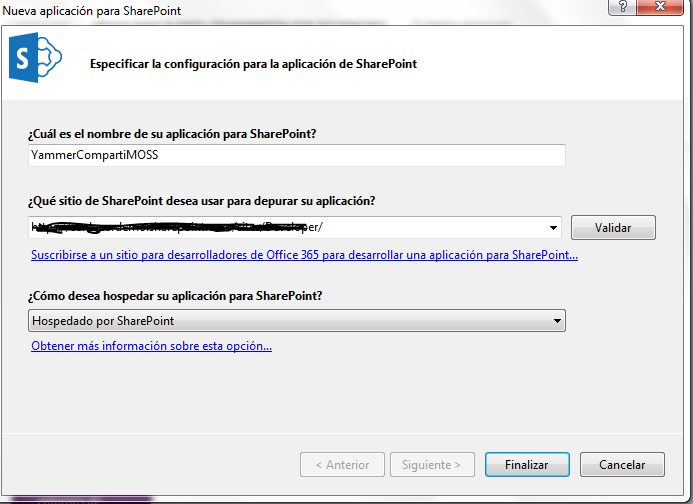 Nueva aplicación para SharePoint
Especificar la configuración para la aplicación de SharePoint
¿Cuál es el nombre de su aplicación para SharePoint?
YammerCompartiMOSS
¿Qué sitio de SharePoint desea usar para depurar su aplicación?
Validar
Suscribirse a un sitio para desarrolladores de Office 365 para desarrollar una aplicación para SharePoint...
¿Cómo desea hospedar su aplicación para SharePoint?
Hospedado por SharePoint
Obtener más información sobre esta opción...
< Anterior
Siguiente >
Finalizar
Cancelar